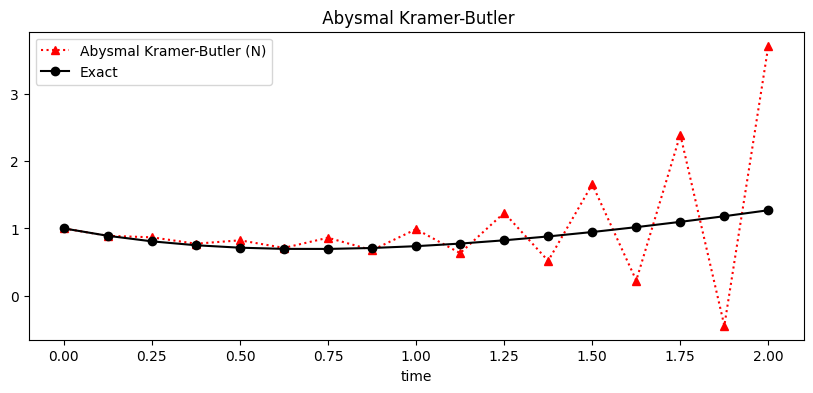 Abysmal Kramer-Butler
Abysmal Kramer-Butler (N)
Exact
3
2
1
0
0.00 0.25 0.50 0.75 1.00 1.25 1.50 1.75 2.00
time